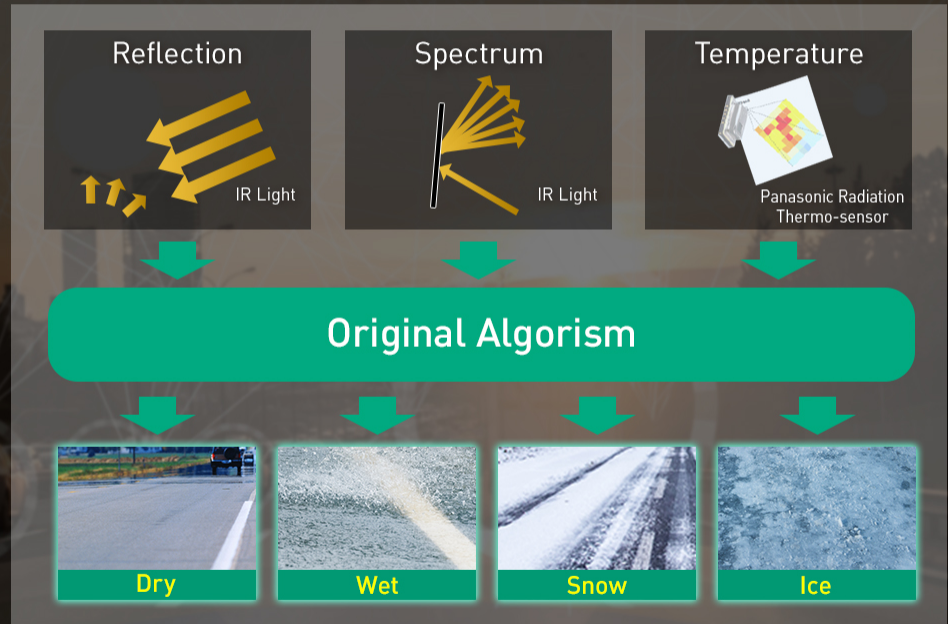 Reflection
IR Light
Spectrum
IR Light
Temperature
Panasonic Radiation
Thermo-sensor
Original Algorism
Dry
Wet
Snow
Ice